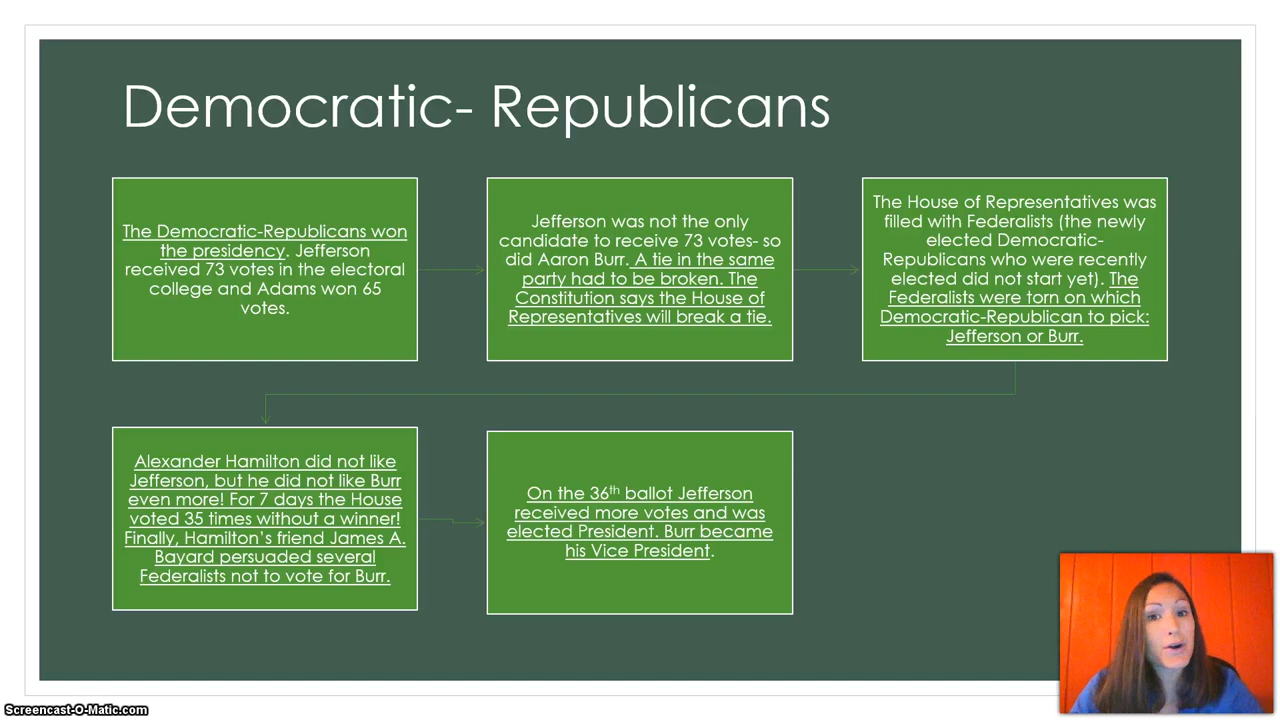 Democratic- Republicans
The Democratic-Republicans won
the presidency. Jefferson
received 73 votes in the electoral
college and Adams won 65
votes.
Jefferson was not the only
candidate to receive 73 votes- so
did Aaron Burr. A tie in the same
party had to be broken. The
Constitution says the House of
Representatives will break a tie.
The House of Representatives was
filled with Federalists (the newly
elected Democratic-
Republicans who were recently
elected did not start yet). The
Federalists were torn on which
Democratic-Republican to pick:
Jefferson or Burr.
Alexander Hamilton did not like
Jefferson, but he did not like Burr
even more! For 7 days the House
voted 35 times without a winner!
Finally, Hamilton's friend James A.
Bayard persuaded several
Federalists not to vote for Burr.
On the 36th ballot Jefferson
received more votes and was
elected President. Burr became
his Vice President.
Screencast-O-Matic.com